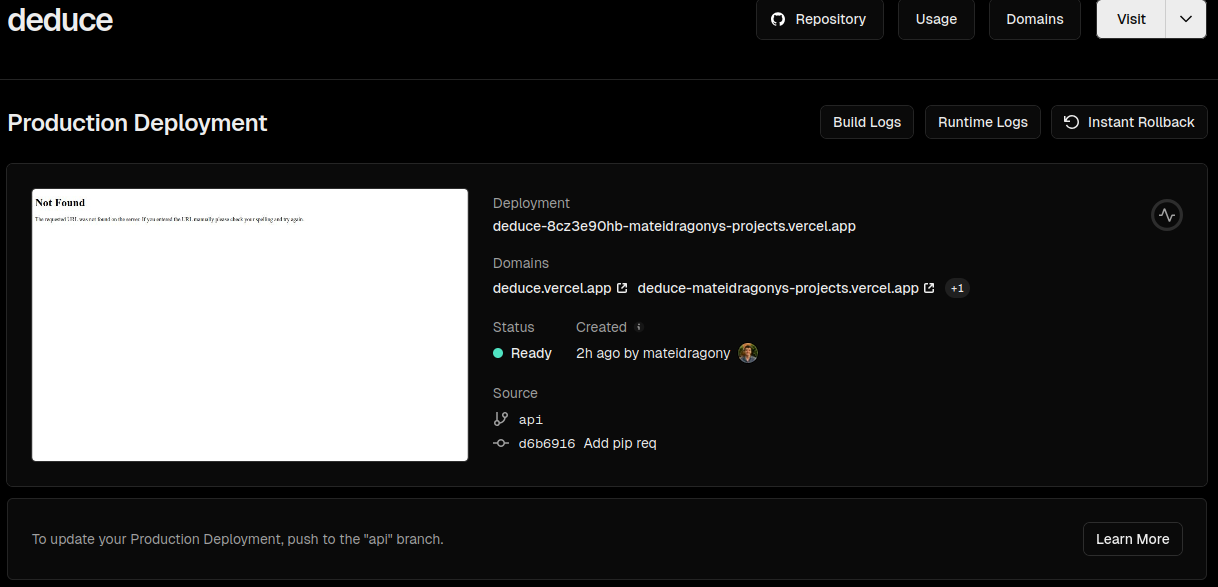 deduce
Repository
Usage
Domains
Visit
Production Deployment
Build Logs
Runtime Logs
Instant Rollback
Not Found
The requested URL was not found on the server. If you entered the URL manually please check your spelling and try again.
Deployment
deduce-8cz3e90hb-mateidragonys-projects.vercel.app
Domains
deduce.vercel.app deduce-mateidragonys-projects.vercel.app +1
Status Created
Ready 2h ago by mateidragony
Source
api
d6b6916 Add pip req
To update your Production Deployment, push to the "api" branch.
Learn More